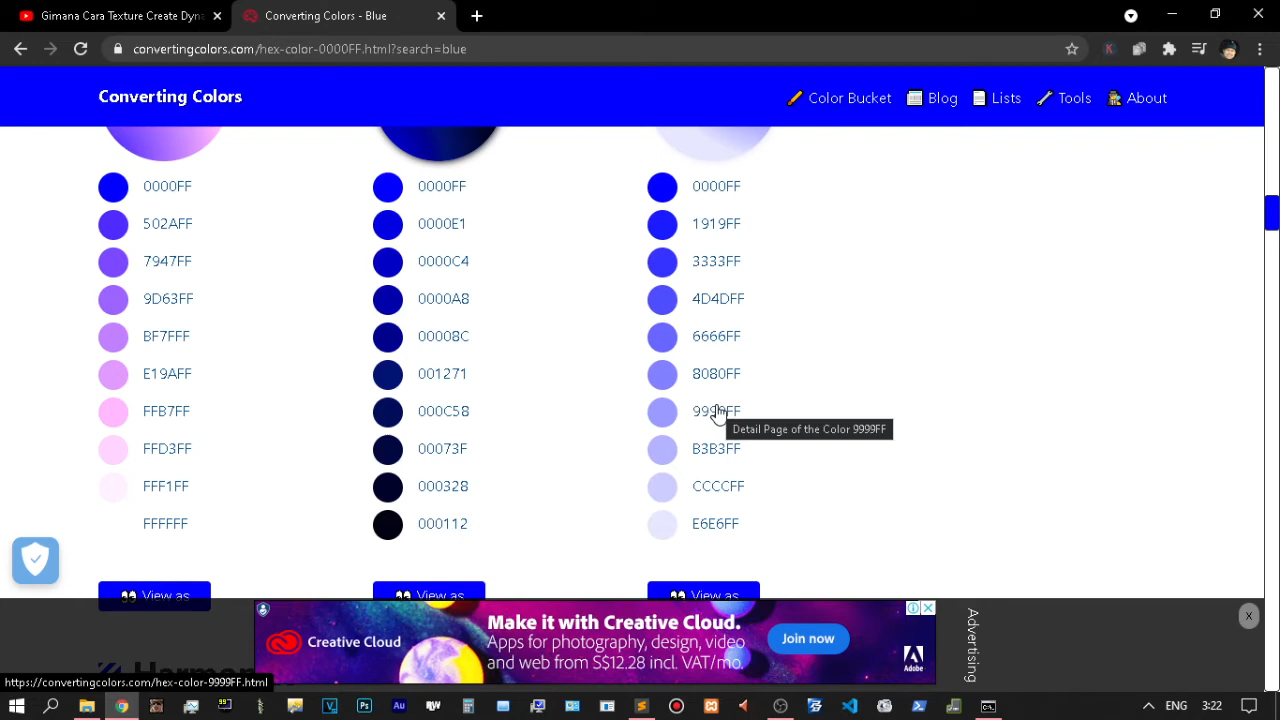 Gimana Cara Texture Create Dyna
Converting Colors - Blue
convertingcolors.com/hex-color-0000FF.html?search=blue
Converting Colors
Color Bucket
Blog
Lists
Tools
About
0000FF
502AFF
7947FF
9D63FF
BF7FFF
E19AFF
FFB7FF
FFD3FF
FFF1FF
FFFFFF
0000FF
0000E1
0000C4
0000A8
00008C
001271
000C58
00073F
000328
000112
0000FF
1919FF
3333FF
4D4DFF
6666FF
8080FF
9999FF
B3B3FF
CCCCFF
E6E6FF
Detail Page of the Color 9999FF
View as
View as
View as
Creative Cloud
Make it with Creative Cloud.
Apps for photography, design, video
and web from S$12.28 incl. VAT/mo.
Join now
Adobe
Advertising
X
https://convertingcolors.com/hex-color-9999FF.html
ENG
3:22